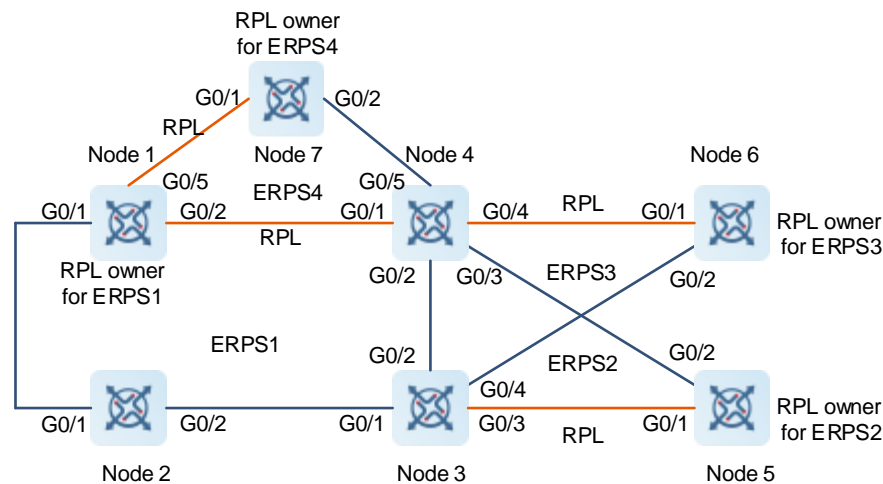 RPL owner
for ERPS4
G0/1
G0/2
RPL
Node 1
Node 7
Node 4
Node 6
G0/5
ERPS4
G0/5
G0/1
G0/2
G0/1
G0/4
RPL
G0/1
RPL
RPL owner
for ERPS3
RPL owner
for ERPS1
G0/2
G0/3
ERPS3
G0/2
ERPS1
G0/2
ERPS2
G0/2
G0/4
G0/1
G0/2
G0/1
G0/3
RPL
G0/1
RPL owner
for ERPS2
Node 2
Node 3
Node 5